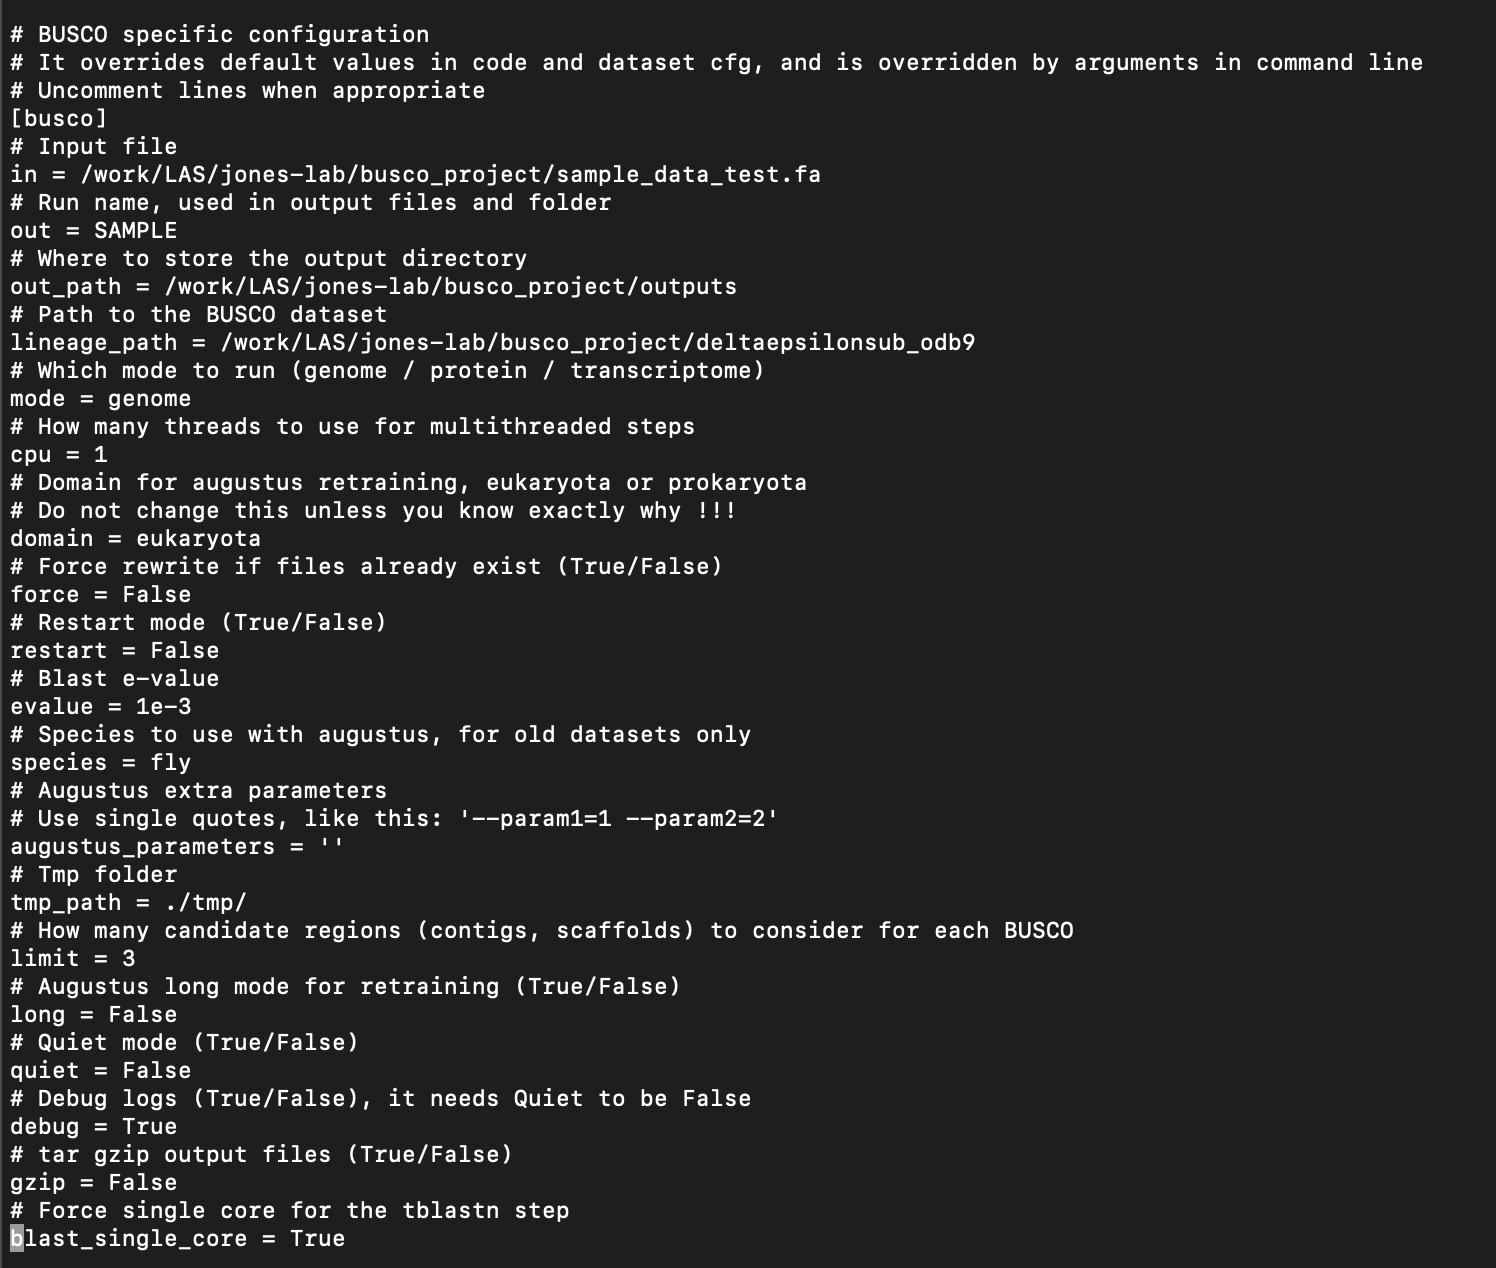 # BUSCO specific configuration
# It overrides default values in code and dataset cfg, and is overridden by arguments in command line
# Uncomment lines when appropriate
[busco]
# Input file
in = /work/LAS/jones-lab/busco_project/sample_data_test.fa
# Run name, used in output files and folder
out = SAMPLE
# Where to store the output directory
out_path = /work/LAS/jones-lab/busco_project/outputs
# Path to the BUSCO dataset
lineage_path = /work/LAS/jones-lab/busco_project/deltaepsilonsub_odb9
# Which mode to run (genome / protein / transcriptome)
mode = genome
# How many threads to use for multithreaded steps
cpu = 1
# Domain for augustus retraining, eukaryota or prokaryota
# Do not change this unless you know exactly why !!!
domain = eukaryota
# Force rewrite if files already exist (True/False)
force = False
# Restart mode (True/False)
restart = False
# Blast e-value
evalue = 1e-3
# Species to use with augustus, for old datasets only
species = fly
# Augustus extra parameters
# Use single quotes, like this: '--param1=1 --param2=2'
augustus_parameters = ''
# Tmp folder
tmp_path = ./tmp/
# How many candidate regions (contigs, scaffolds) to consider for each BUSCO
limit = 3
# Augustus long mode for retraining (True/False)
long = False
# Quiet mode (True/False)
quiet = False
# Debug logs (True/False), it needs Quiet to be False
debug = True
# tar gzip output files (True/False)
gzip = False
# Force single core for the tblastn step
blast_single_core = True